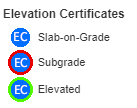 Elevation Certificates
EC Slab-on-Grade
EC Subgrade
EC Elevated